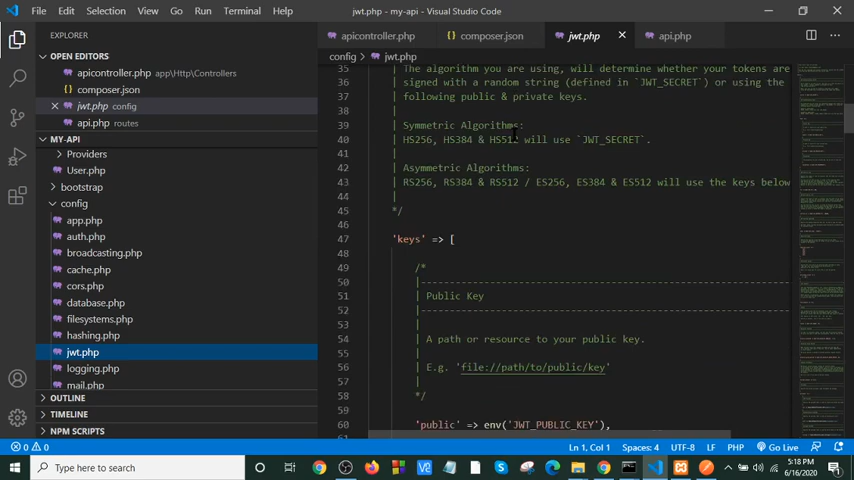 File Edit Selection View Go Run Terminal Help
jwt.php - my-api - Visual Studio Code
EXPLORER
OPEN EDITORS
apicontroller.php app\Http\Controllers
composer.json
jwt.php config
api.php routes
MY-API
Providers
User.php
bootstrap
config
app.php
auth.php
broadcasting.php
cache.php
cors.php
database.php
filesystems.php
hashing.php
jwt.php
logging.php
mail.php
OUTLINE
TIMELINE
NPM SCRIPTS
apicontroller.php composer.json jwt.php api.php
config > jwt.php
35 | The algorithm you are using, will determine whether your tokens are
36 | signed with a random string (defined in `JWT_SECRET`) or using the
37 | following public & private keys.
38 |
39 | Symmetric Algorithms:
40 | HS256, HS384 & HS512 will use `JWT_SECRET`.
41 |
42 | Asymmetric Algorithms:
43 | RS256, RS384 & RS512 / ES256, ES384 & ES512 will use the keys below
44 |
45 */
46
47 'keys' => [
48
49 /*
50 |--------------------------------------------------------------------------
51 | Public Key
52 |--------------------------------------------------------------------------
53 |
54 | A path or resource to your public key.
55 |
56 | E.g. 'file://path/to/public/key'
57 |
58 */
59
60 'public' => env('JWT_PUBLIC_KEY'),
0 0
Ln 1, Col 1 Spaces: 4 UTF-8 LF PHP Go Live
Type here to search
5:18 PM
6/16/2020